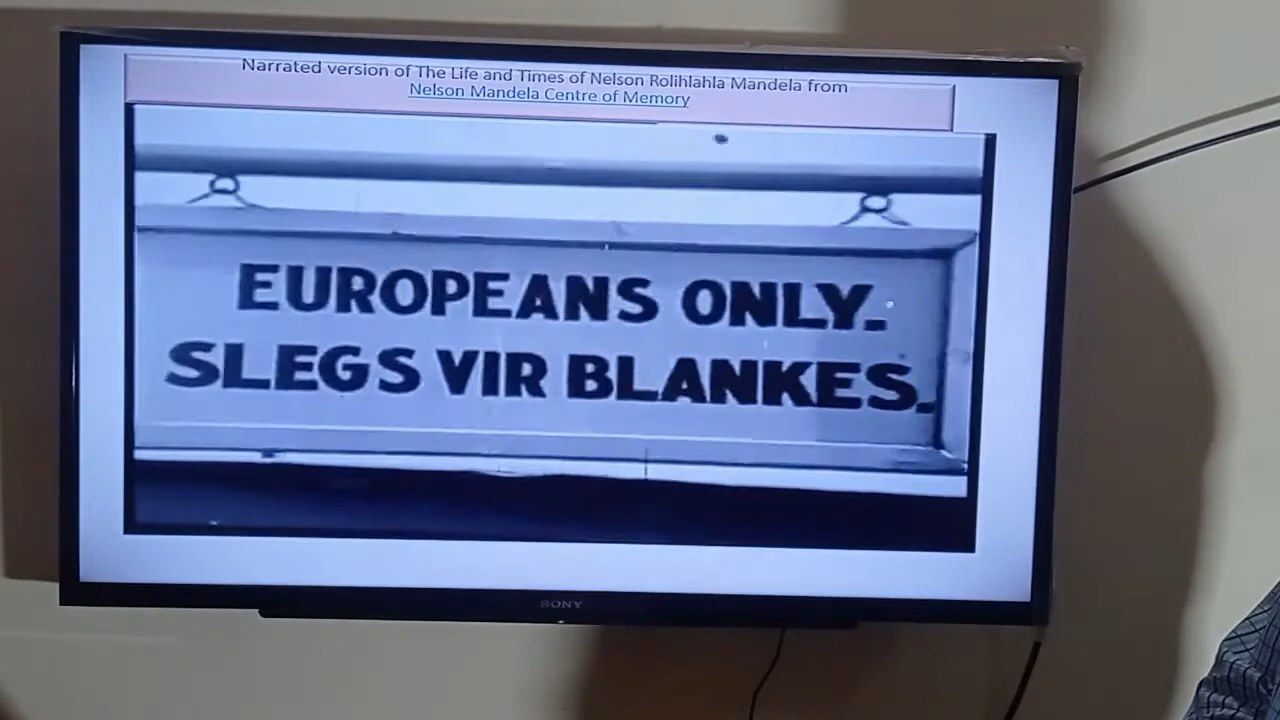 Narrated version of The Life and Times of Nelson Rolihlahla Mandela from
Nelson Mandela Centre of Memory
EUROPEANS ONLY.
SLEGS VIR BLANKES.
SONY